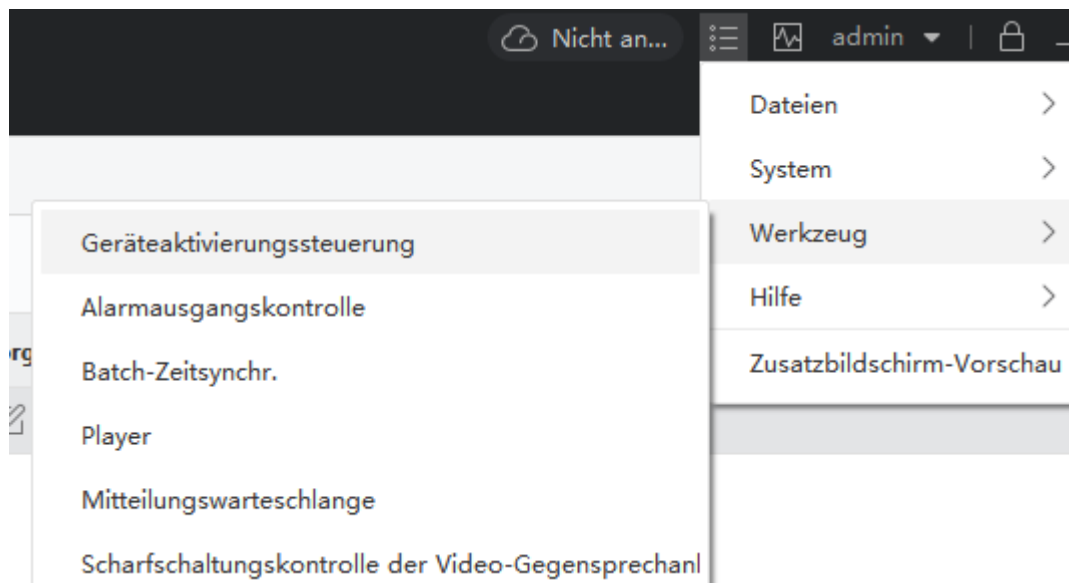 Nicht an... admin
Dateien
System
Werkzeug
Hilfe
Zusatzbildschirm-Vorschau
Geräteaktivierungssteuerung
Alarmausgangskontrolle
Batch-Zeitsynchr.
Player
Mitteilungswarteschlange
Scharfschaltungskontrolle der Video-Gegensprechanl